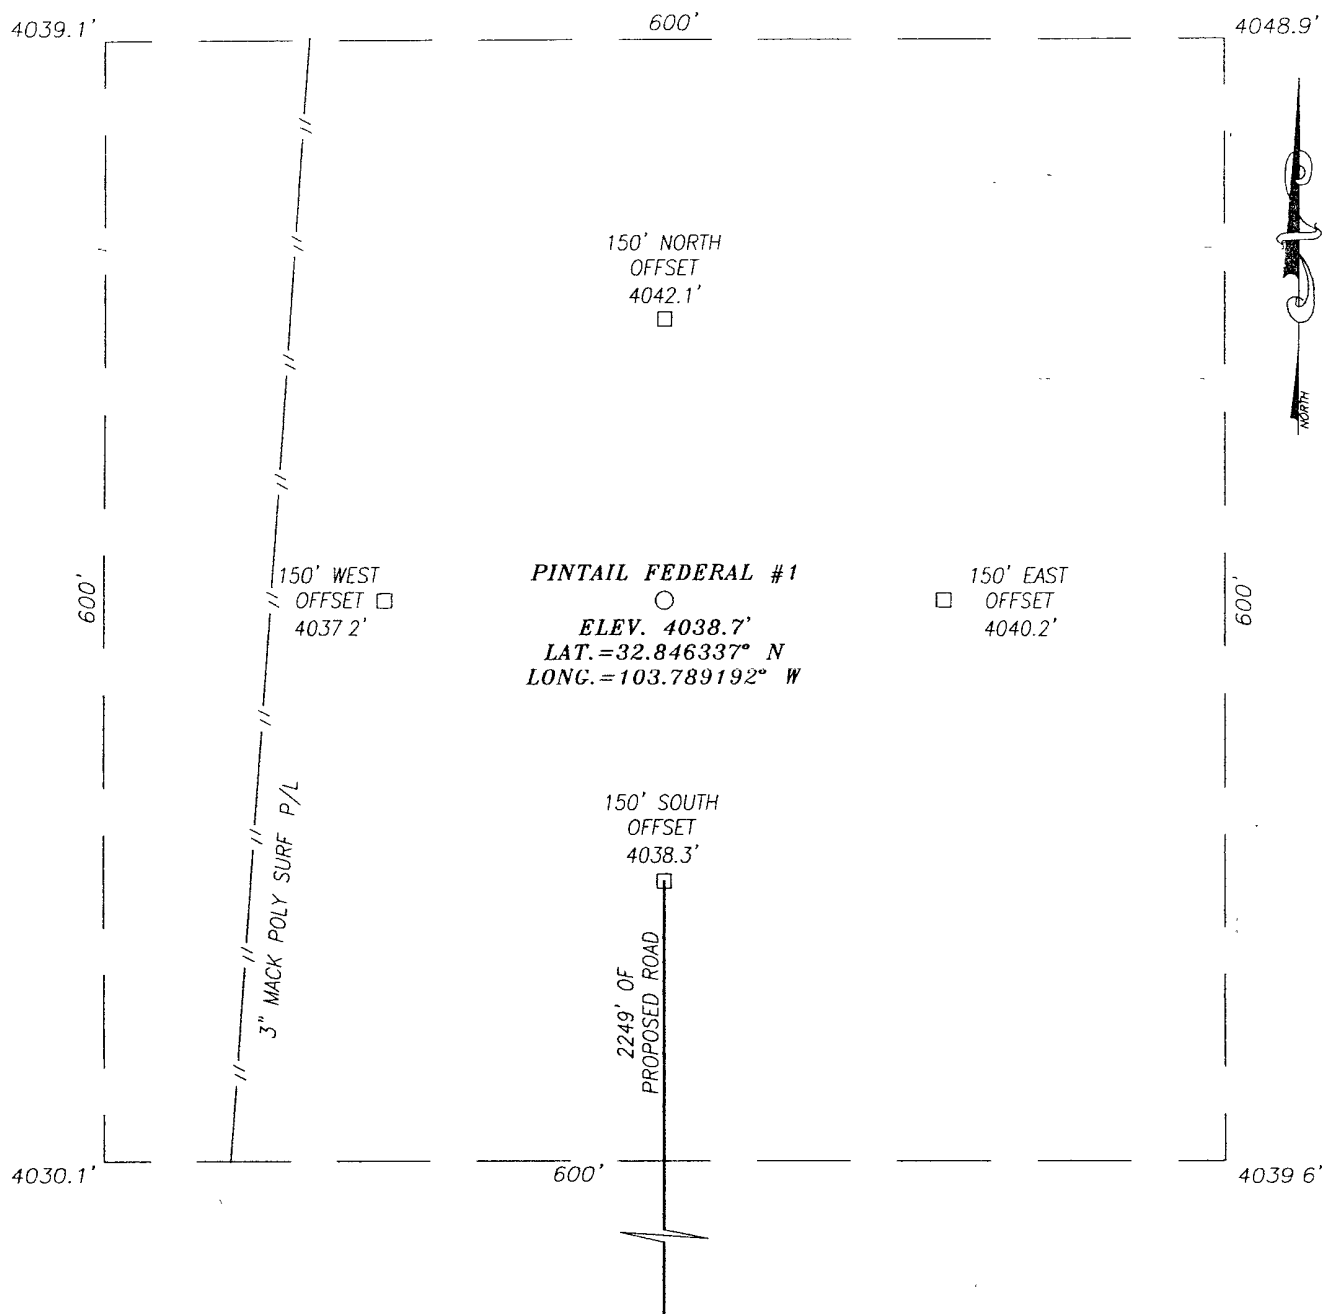 4039.1'
600'
4048.9'
150' NORTH
OFFSET
4042.1'
NORTH
600'
150' WEST
OFFSET
4037 2'
PINTAIL FEDERAL #1
ELEV. 4038.7'
LAT.=32.846337° N
LONG.=103.789192° W
150' EAST
OFFSET
4040.2'
600'
150' SOUTH
OFFSET
4038.3'
3" MACK POLY SURF P/L
2249' OF
PROPOSED ROAD
4030.1'
600'
4039 6'